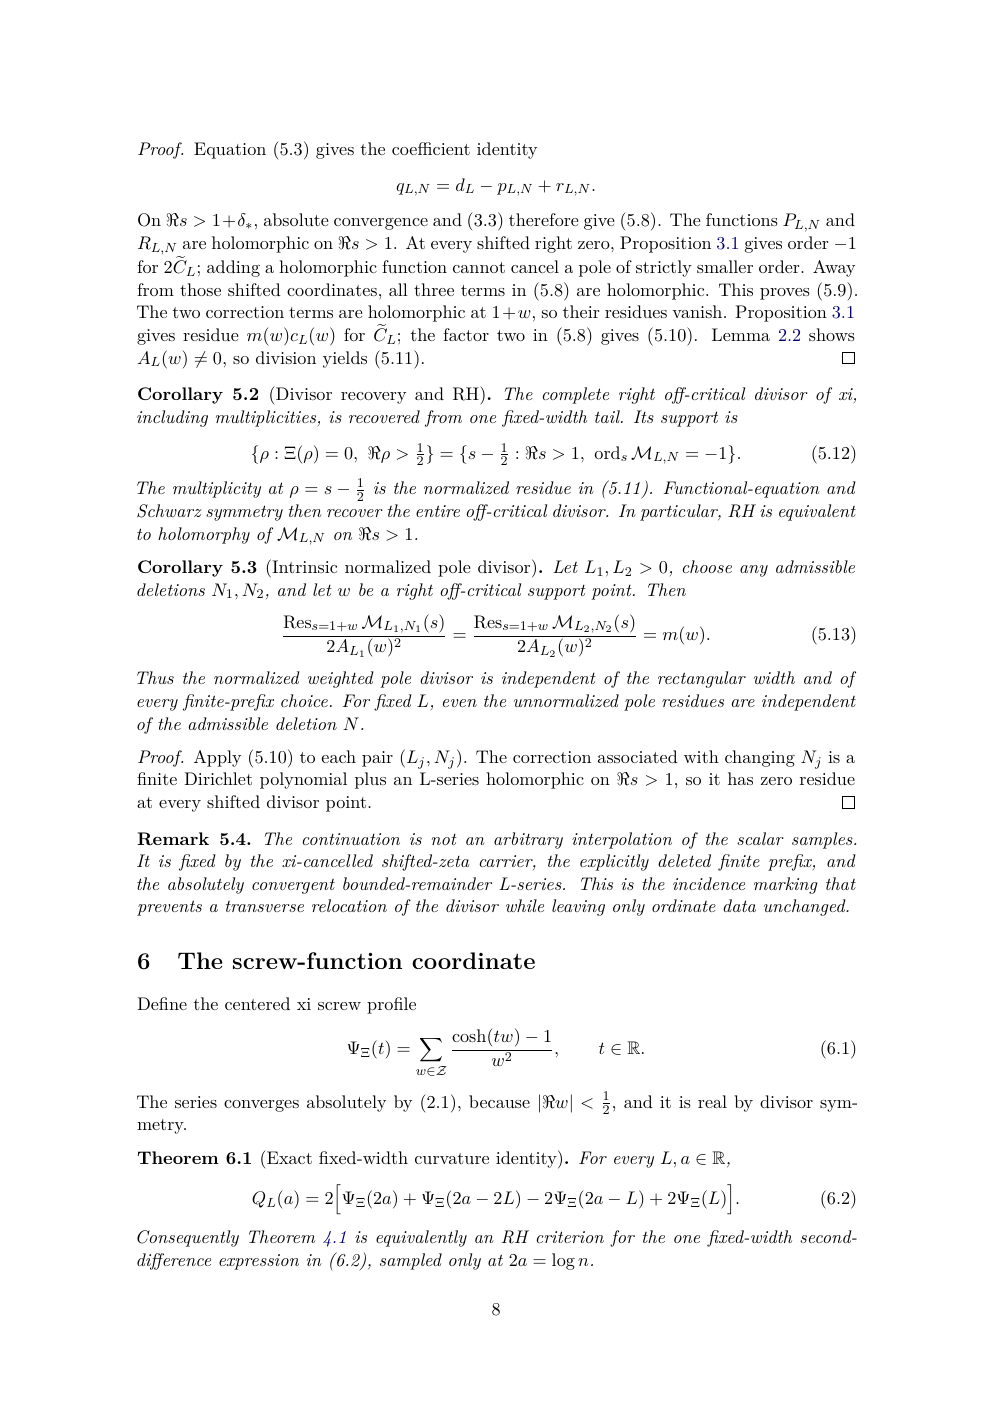 Proof. Equation (5.3) gives the coefficient identity
q_{L,N} = d_L − p_{L,N} + r_{L,N}.
On ℜs > 1+δ_*, absolute convergence and (3.3) therefore give (5.8). The functions P_{L,N} and
R_{L,N} are holomorphic on ℜs > 1. At every shifted right zero, Proposition 3.1 gives order −1
for 2C̃_L; adding a holomorphic function cannot cancel a pole of strictly smaller order. Away
from those shifted coordinates, all three terms in (5.8) are holomorphic. This proves (5.9).
The two correction terms are holomorphic at 1+w, so their residues vanish. Proposition 3.1
gives residue m(w)c_L(w) for C̃_L; the factor two in (5.8) gives (5.10). Lemma 2.2 shows
A_L(w) ≠ 0, so division yields (5.11). □
Corollary 5.2 (Divisor recovery and RH). The complete right off-critical divisor of xi,
including multiplicities, is recovered from one fixed-width tail. Its support is
{ρ : Ξ(ρ) = 0, ℜρ > 1/2} = {s − 1/2 : ℜs > 1, ord_s ℳ_{L,N} = −1}. (5.12)
The multiplicity at ρ = s − 1/2 is the normalized residue in (5.11). Functional-equation and
Schwarz symmetry then recover the entire off-critical divisor. In particular, RH is equivalent
to holomorphy of ℳ_{L,N} on ℜs > 1.
Corollary 5.3 (Intrinsic normalized pole divisor). Let L_1, L_2 > 0, choose any admissible
deletions N_1, N_2, and let w be a right off-critical support point. Then
Res_{s=1+w} ℳ_{L_1,N_1}(s) / 2A_{L_1}(w)^2 = Res_{s=1+w} ℳ_{L_2,N_2}(s) / 2A_{L_2}(w)^2 = m(w). (5.13)
Thus the normalized weighted pole divisor is independent of the rectangular width and of
every finite-prefix choice. For fixed L, even the unnormalized pole residues are independent
of the admissible deletion N.
Proof. Apply (5.10) to each pair (L_j, N_j). The correction associated with changing N_j is a
finite Dirichlet polynomial plus an L-series holomorphic on ℜs > 1, so it has zero residue
at every shifted divisor point. □
Remark 5.4. The continuation is not an arbitrary interpolation of the scalar samples.
It is fixed by the xi-cancelled shifted-zeta carrier, the explicitly deleted finite prefix, and
the absolutely convergent bounded-remainder L-series. This is the incidence marking that
prevents a transverse relocation of the divisor while leaving only ordinate data unchanged.
6 The screw-function coordinate
Define the centered xi screw profile
Ψ_Ξ(t) = ∑_{w∈𝒵} (cosh(tw) − 1) / w^2, t ∈ ℝ. (6.1)
The series converges absolutely by (2.1), because |ℜw| < 1/2, and it is real by divisor sym-
metry.
Theorem 6.1 (Exact fixed-width curvature identity). For every L, a ∈ ℝ,
Q_L(a) = 2[Ψ_Ξ(2a) + Ψ_Ξ(2a − 2L) − 2Ψ_Ξ(2a − L) + 2Ψ_Ξ(L)]. (6.2)
Consequently Theorem 4.1 is equivalently an RH criterion for the one fixed-width second-
difference expression in (6.2), sampled only at 2a = log n.
8